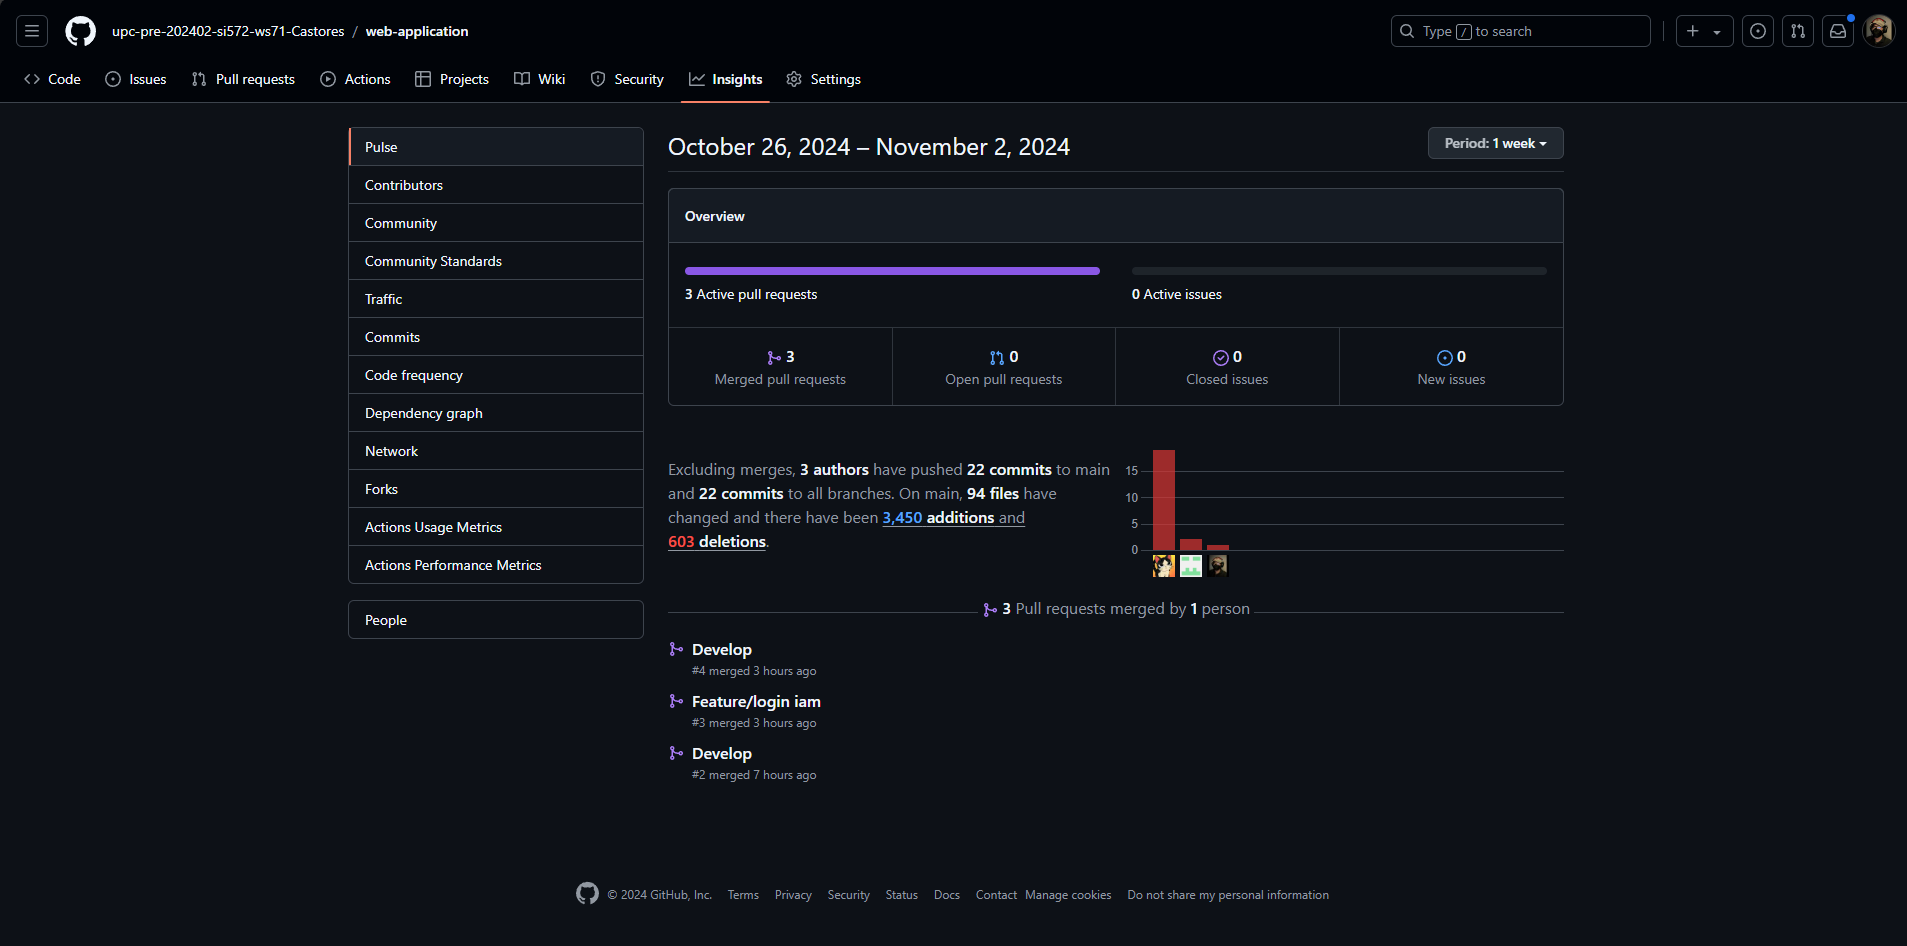 upc-pre-202402-si572-ws71-Castores / web-application
Type / to search
Code Issues Pull requests Actions Projects Wiki Security Insights Settings
Pulse
Contributors
Community
Community Standards
Traffic
Commits
Code frequency
Dependency graph
Network
Forks
Actions Usage Metrics
Actions Performance Metrics
People
October 26, 2024 – November 2, 2024
Period: 1 week
Overview
3 Active pull requests
0 Active issues
3
Merged pull requests
0
Open pull requests
0
Closed issues
0
New issues
Excluding merges, 3 authors have pushed 22 commits to main
and 22 commits to all branches. On main, 94 files have
changed and there have been 3,450 additions and
603 deletions.
15
10
5
0
3 Pull requests merged by 1 person
Develop
#4 merged 3 hours ago
Feature/login iam
#3 merged 3 hours ago
Develop
#2 merged 7 hours ago
© 2024 GitHub, Inc. Terms Privacy Security Status Docs Contact Manage cookies Do not share my personal information